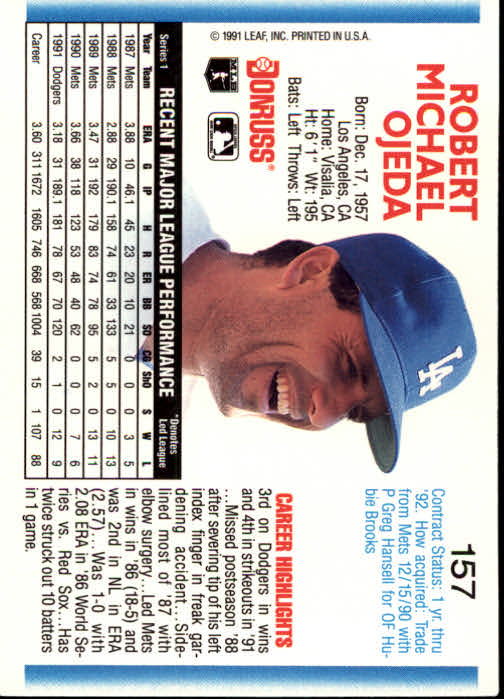 157
ROBERT
MICHAEL
OJEDA
Born: Dec. 17, 1957
Los Angeles, CA
Home: Visalia, CA
Ht: 6'1" Wt: 195
Bats: Left Throws: Left
DONRUSS®
MLB
© 1991 LEAF, INC. PRINTED IN U.S.A.
LA
Contract Status: 1 yr. thru
'92. How acquired: Trade
from Mets 12/15/90 with
P Greg Hansell for OF Hu-
bie Brooks
CAREER HIGHLIGHTS
3rd on Dodgers in wins
and 4th in strikeouts in '91
...Missed postseason '88
after severing tip of his left
index finger in freak gar-
dening accident...Side-
lined most of '87 with
elbow surgery...Led Mets
in wins in '86 (18-5) and
was 2nd in NL in ERA
(2.57)...Was 1-0 with
2.08 ERA in '86 World Se-
ries vs. Red Sox...Has
twice struck out 10 batters
in 1 game.
Series 1 RECENT MAJOR LEAGUE PERFORMANCE *Denotes Led League
Year Team ERA G IP H R ER BB SO CG ShO S W L
1987 Mets 3.88 10 46.1 45 23 20 10 21 0 0 0 3 5
1988 Mets 2.88 29 190.1 158 74 61 33 133 5 5 0 10 13
1989 Mets 3.47 31 192 179 83 74 78 95 5 2 0 13 11
1990 Mets 3.66 38 118 123 53 48 40 62 0 0 0 7 6
1991 Dodgers 3.18 31 189.1 181 78 67 70 120 2 1 0 12 9
Career 3.60 311 1672 1605 746 668 568 1004 39 15 1 107 88